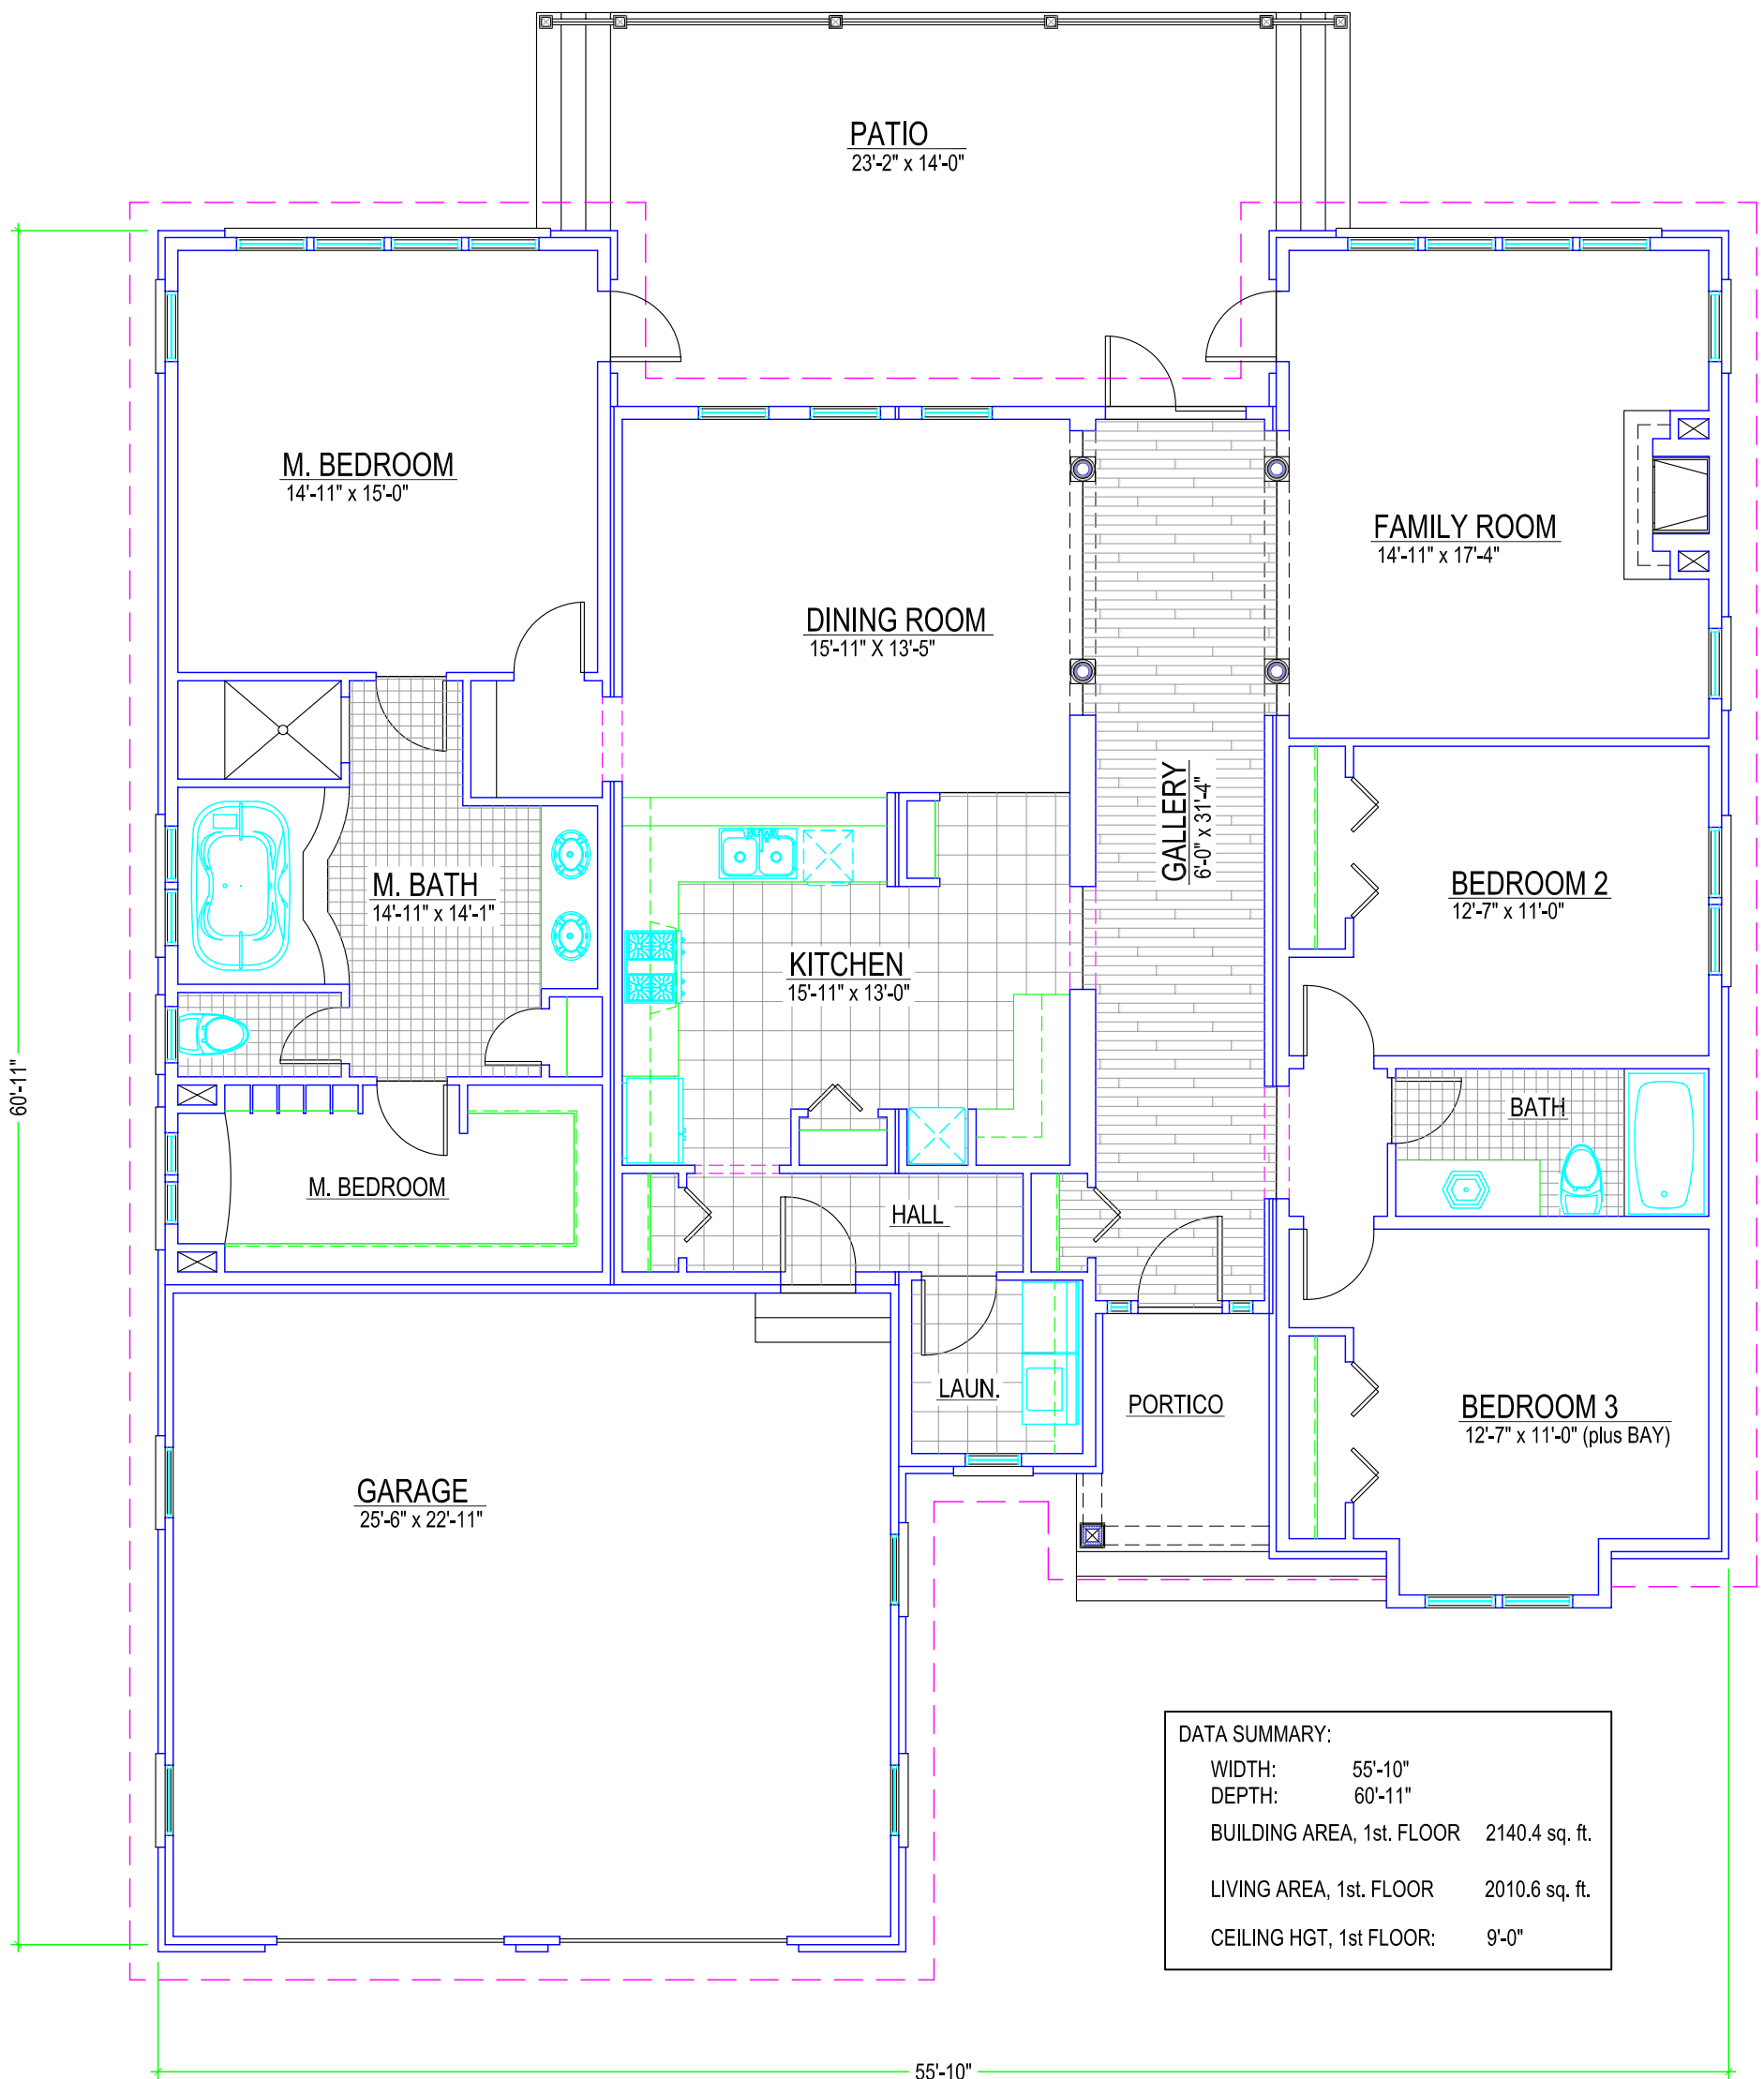 PATIO
23'-2" x 14'-0"
M. BEDROOM
14'-11" x 15'-0"
FAMILY ROOM
14'-11" x 17'-4"
DINING ROOM
15'-11" X 13'-5"
GALLERY
6'-0" x 31'-4"
M. BATH
14'-11" x 14'-1"
BEDROOM 2
12'-7" x 11'-0"
KITCHEN
15'-11" x 13'-0"
60'-11"
BATH
M. BEDROOM
HALL
LAUN.
PORTICO
BEDROOM 3
12'-7" x 11'-0" (plus BAY)
GARAGE
25'-6" x 22'-11"
DATA SUMMARY:
WIDTH: 55'-10"
DEPTH: 60'-11"
BUILDING AREA, 1st. FLOOR 2140.4 sq. ft.
LIVING AREA, 1st. FLOOR 2010.6 sq. ft.
CEILING HGT, 1st FLOOR: 9'-0"
55'-10"